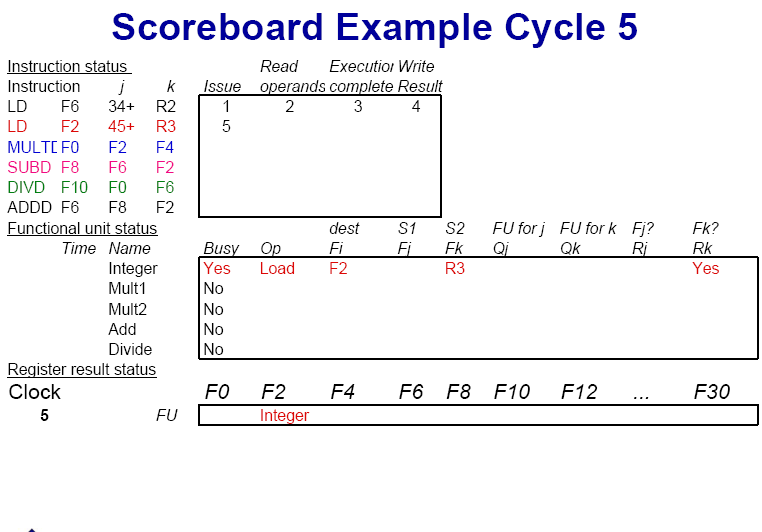 Scoreboard Example Cycle 5
Instruction status Read Execution Write
Instruction j k Issue operands complete Result
LD F6 34+ R2 1 2 3 4
LD F2 45+ R3 5
MULTD F0 F2 F4
SUBD F8 F6 F2
DIVD F10 F0 F6
ADDD F6 F8 F2
Functional unit status dest S1 S2 FU for j FU for k Fj? Fk?
Time Name Busy Op Fi Fj Fk Qj Qk Rj Rk
Integer Yes Load F2 R3 Yes
Mult1 No
Mult2 No
Add No
Divide No
Register result status
Clock F0 F2 F4 F6 F8 F10 F12 ... F30
5 FU Integer